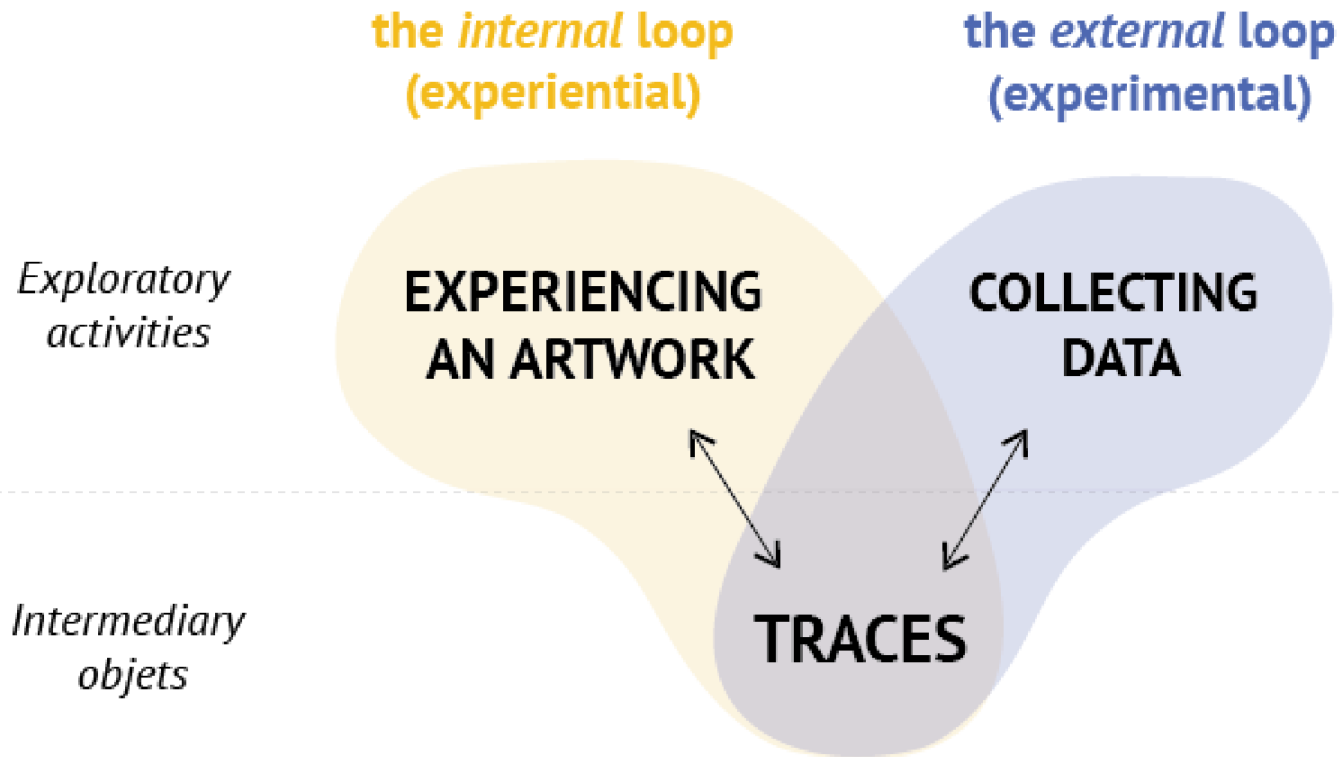 the internal loop
(experiential)
the external loop
(experimental)
Exploratory
activities
EXPERIENCING
AN ARTWORK
COLLECTING
DATA
Intermediary
objets
TRACES